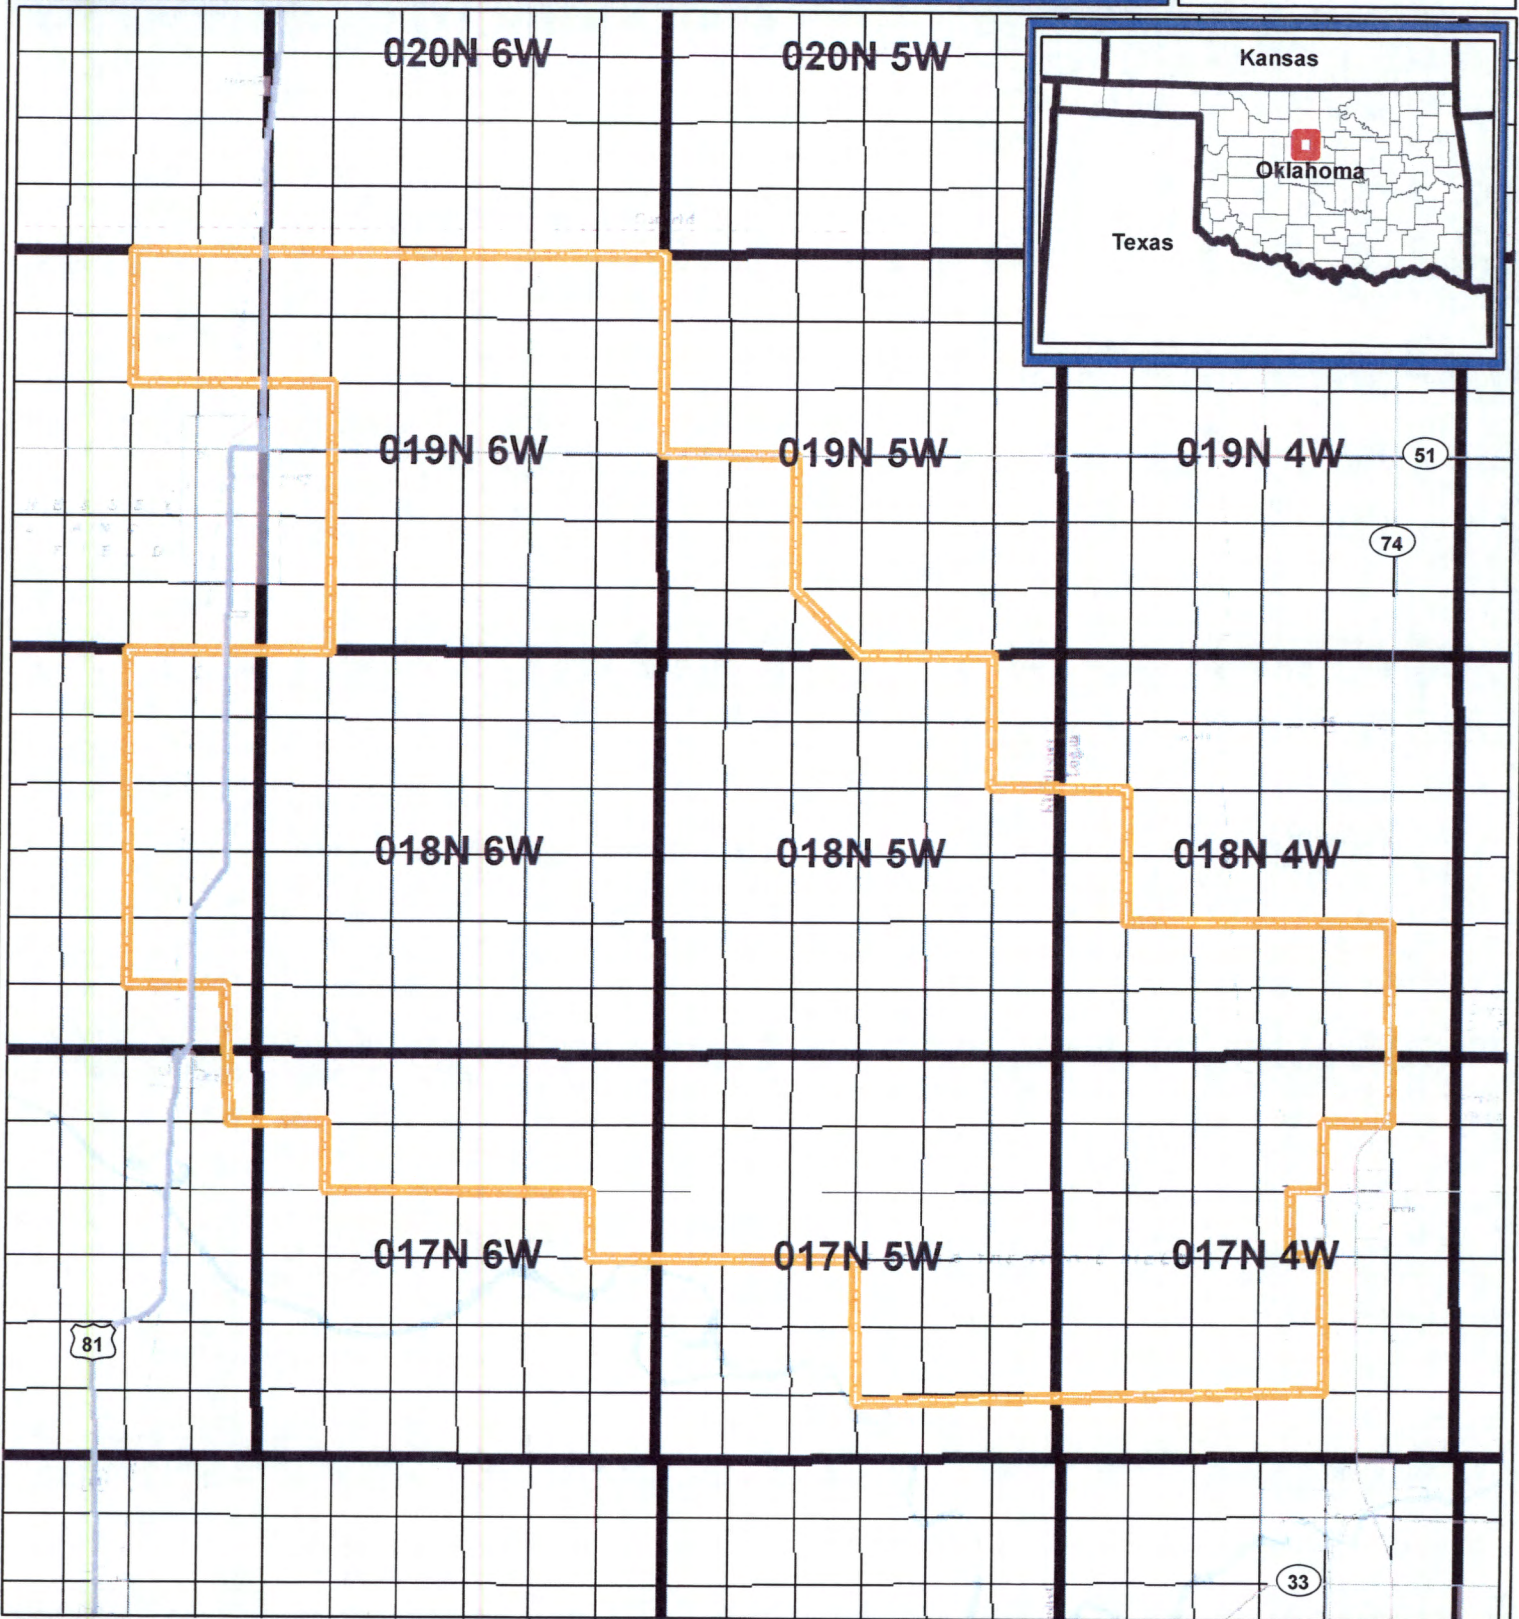 020N 6W
020N 5W
Kansas
Oklahoma
Texas
019N 6W
019N 5W
019N 4W
51
74
018N 6W
018N 5W
018N 4W
017N 6W
017N 5W
017N 4W
81
33